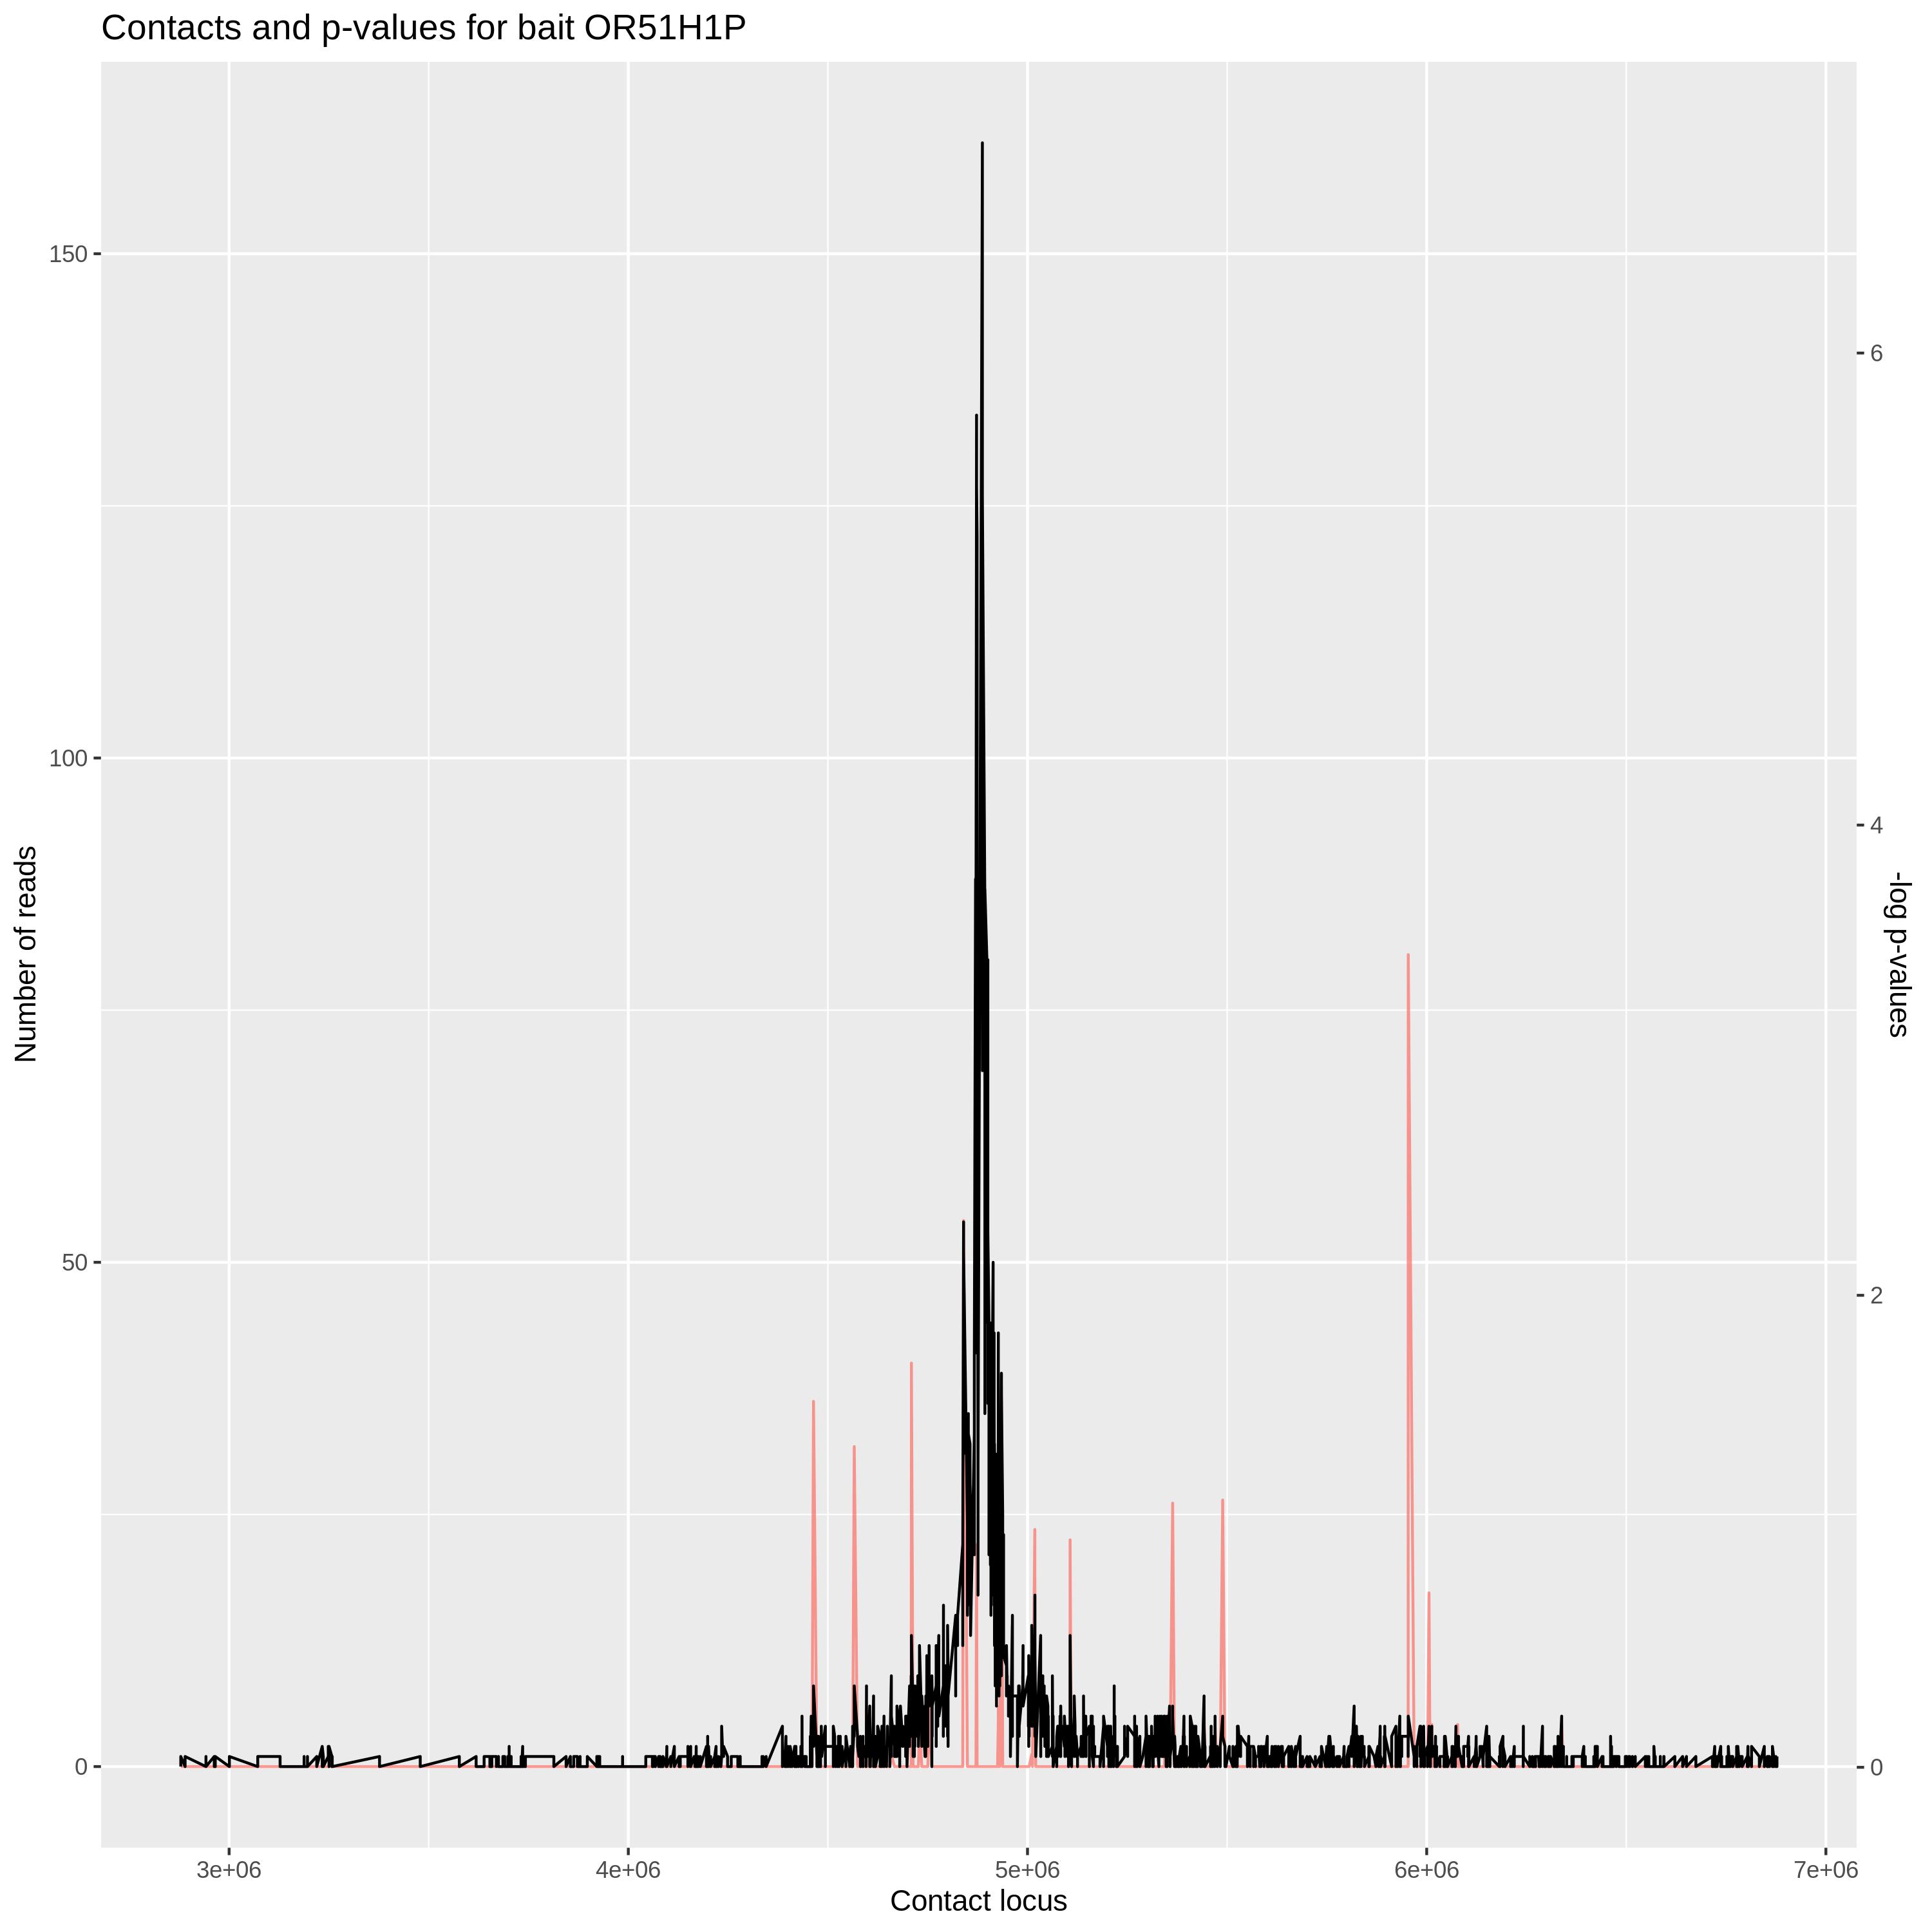 Contacts and p-values for bait OR51H1P
150
100
50
0
Number of reads
6
4
2
0
-log p-values
3e+06
4e+06
5e+06
6e+06
7e+06
Contact locus